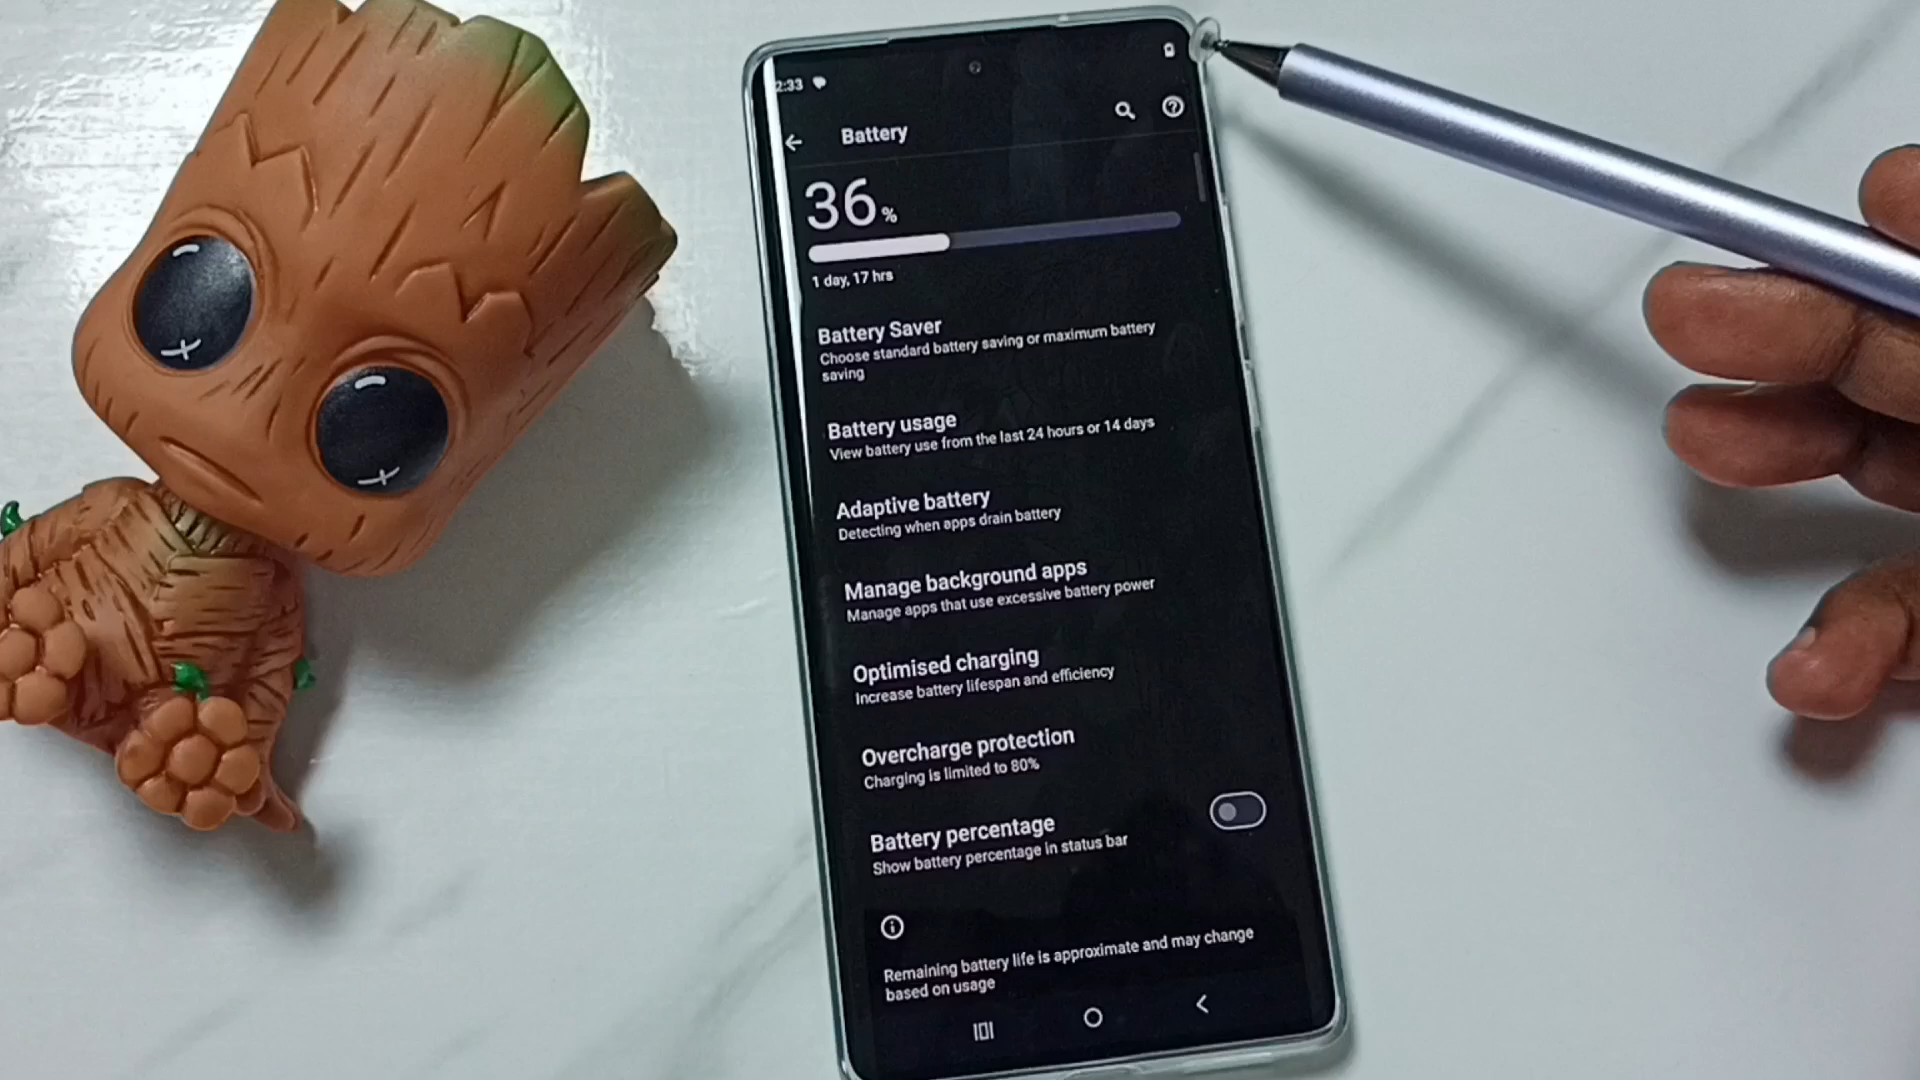 2:33
Battery
36%
1 day, 17 hrs
Battery Saver
Choose standard battery saving or maximum battery
saving
Battery usage
View battery use from the last 24 hours or 14 days
Adaptive battery
Detecting when apps drain battery
Manage background apps
Manage apps that use excessive battery power
Optimised charging
Increase battery lifespan and efficiency
Overcharge protection
Charging is limited to 80%
Battery percentage
Show battery percentage in status bar
Remaining battery life is approximate and may change
based on usage